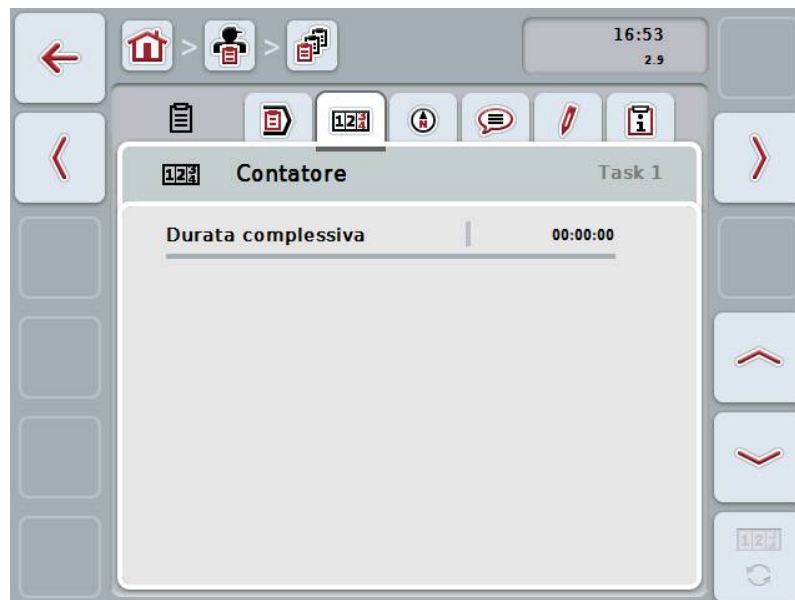 16:53
2.9
Contatore
Task 1
Durata complessiva
00:00:00